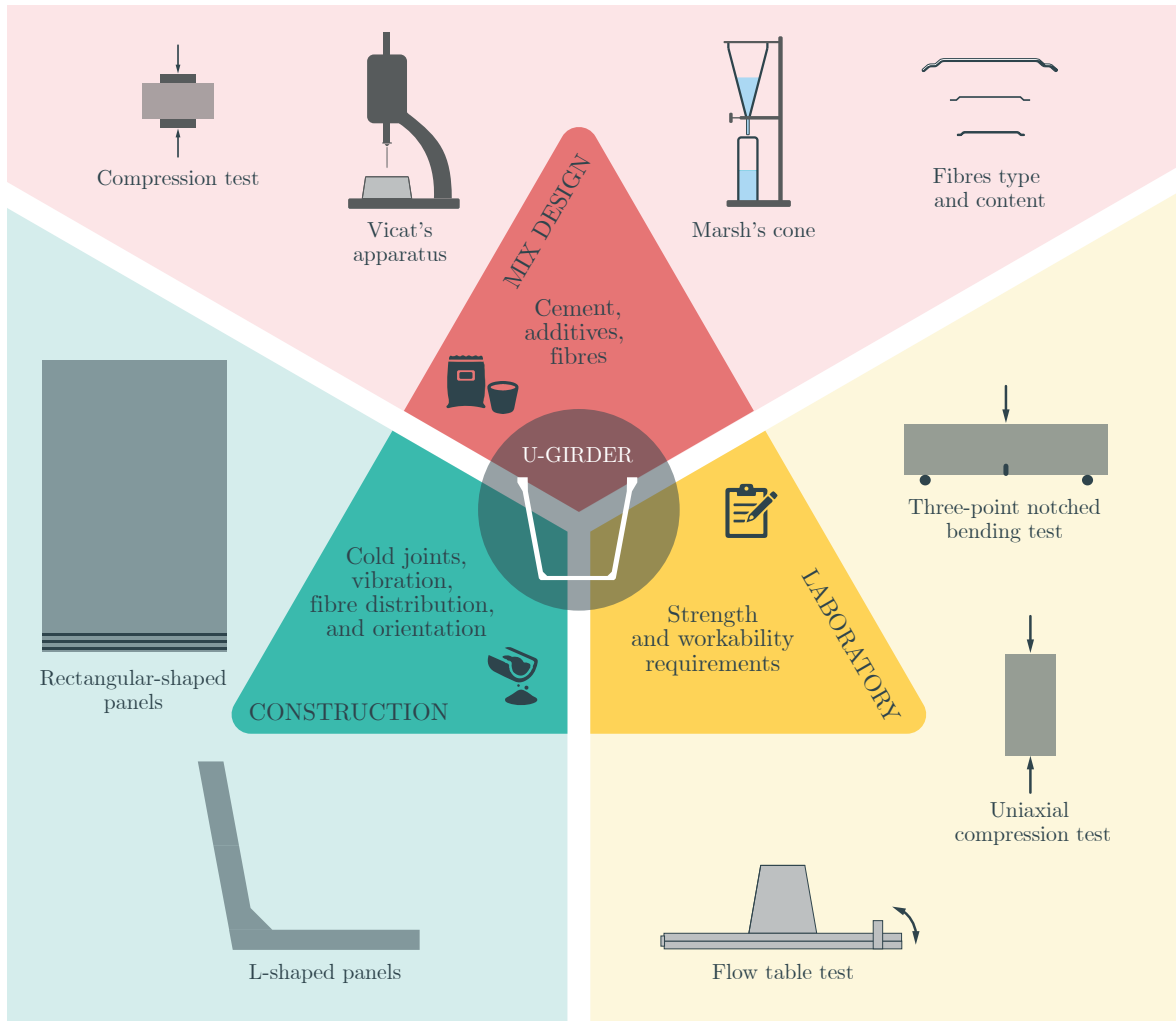 Compression test
Vicat's
apparatus
Marsh's cone
Fibres type
and content
MIX DESIGN
Cement,
additives,
fibres
U-GIRDER
Cold joints,
vibration,
fibre distribution,
and orientation
CONSTRUCTION
Strength
and workability
requirements
LABORATORY
Rectangular-shaped
panels
L-shaped panels
Three-point notched
bending test
Uniaxial
compression test
Flow table test